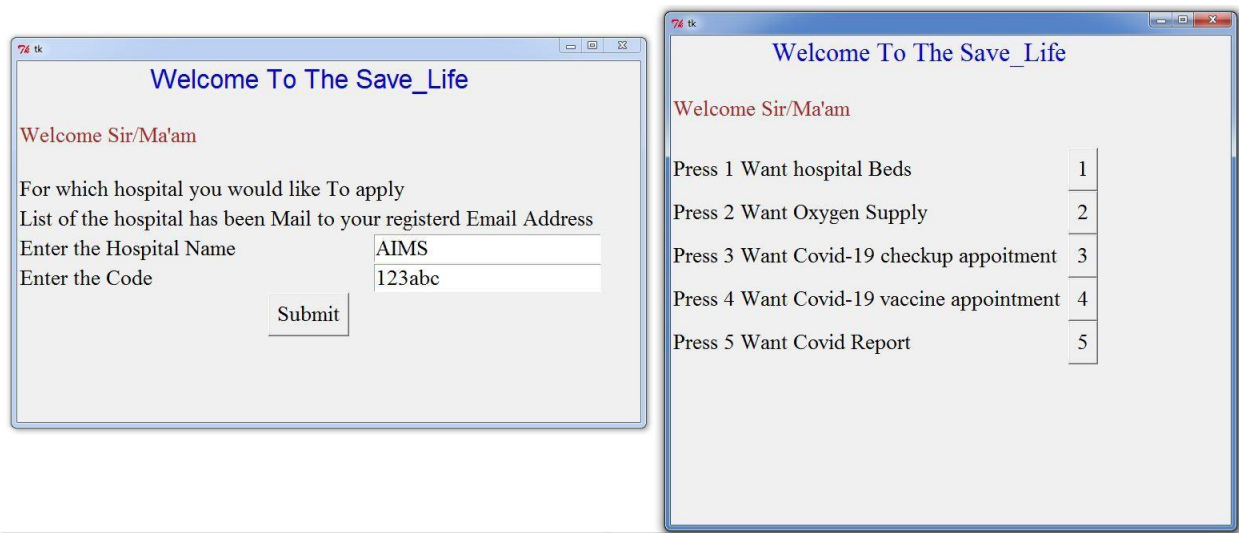 tk
Welcome To The Save_Life
Welcome Sir/Ma'am
For which hospital you would like To apply
List of the hospital has been Mail to your registerd Email Address
Enter the Hospital Name AIMS
Enter the Code 123abc
Submit
tk
Welcome To The Save_Life
Welcome Sir/Ma'am
Press 1 Want hospital Beds 1
Press 2 Want Oxygen Supply 2
Press 3 Want Covid-19 checkup appoitment 3
Press 4 Want Covid-19 vaccine appointment 4
Press 5 Want Covid Report 5